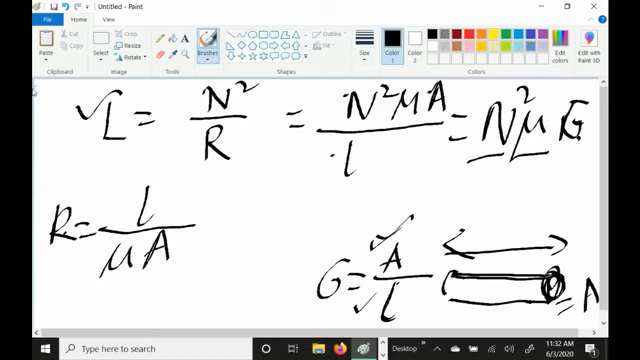 Untitled - Paint
File Home View
Paste Cut Copy Select Crop Resize Rotate Brushes Outline Fill Size Color 1 Color 2 Edit colors Edit with Paint 3D
Clipboard Image Tools Shapes Colors
L = N²/R = N²μA/l = N²μG
R = l/μA
G = A/l = A
Type here to search Desktop 11:32 AM
6/3/2020